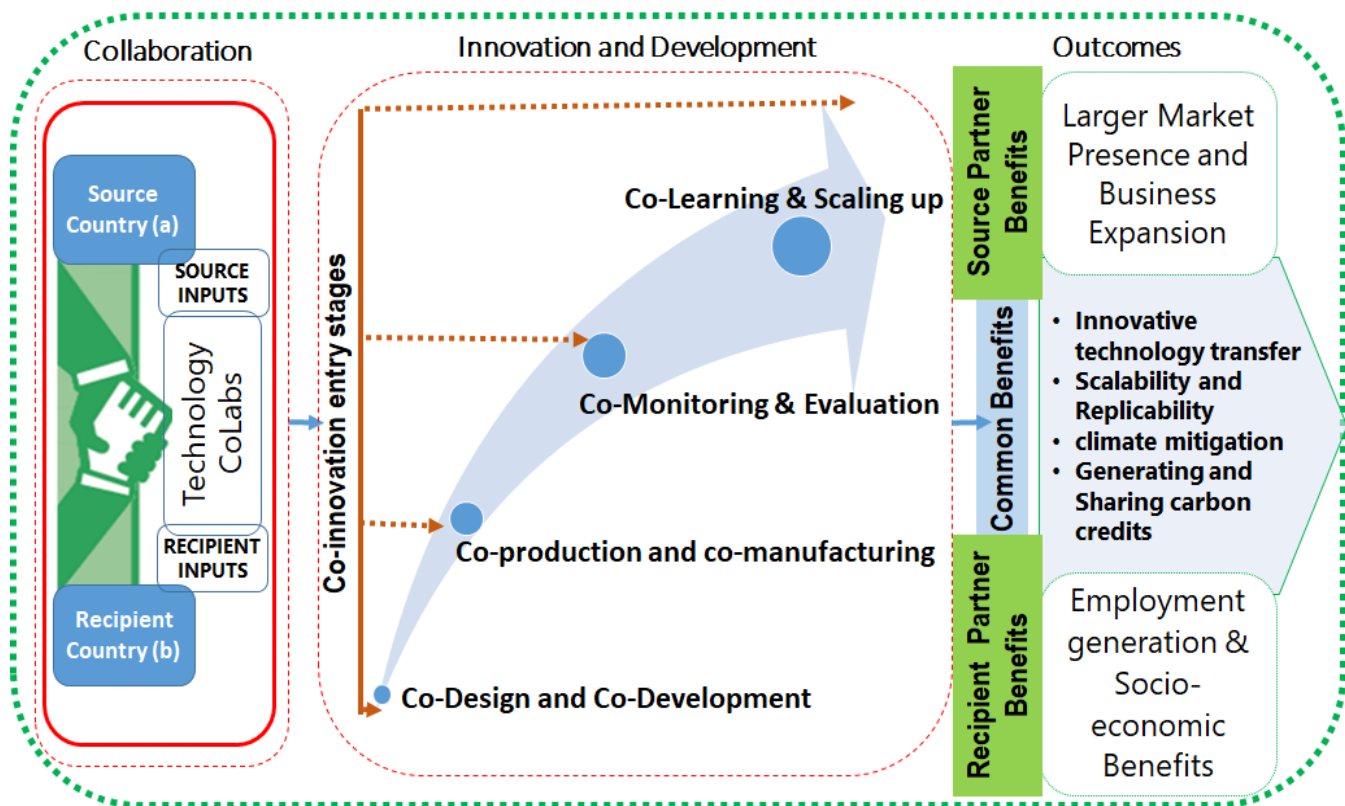 Collaboration
Source
Country (a)
SOURCE
INPUTS
Technology
CoLabs
RECIPIENT
INPUTS
Recipient
Country (b)
Innovation and Development
Co-innovation entry stages
Co-Learning & Scaling up
Co-Monitoring & Evaluation
Co-production and co-manufacturing
Co-Design and Co-Development
Outcomes
Source Partner
Benefits
Larger Market
Presence and
Business
Expansion
Common Benefits
• Innovative
technology transfer
• Scalability and
Replicability
• climate mitigation
• Generating and
Sharing carbon
credits
Recipient Partner
Benefits
Employment
generation &
Socio-
economic
Benefits